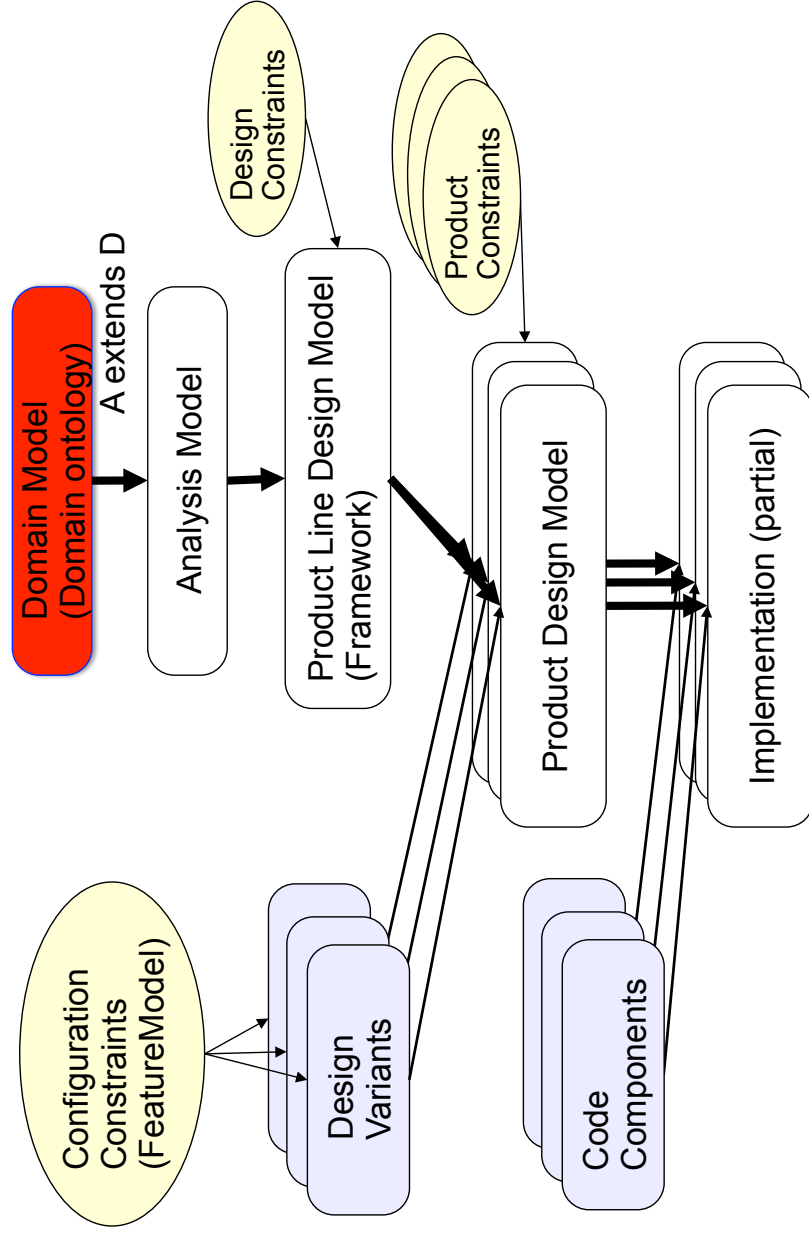 Domain Model
(Domain ontology)
A extends D
Analysis Model
Product Line Design Model
(Framework)
Design
Constraints
Configuration
Constraints
(FeatureModel)
Design
Variants
Product Design Model
Product
Constraints
Code
Components
Implementation (partial)